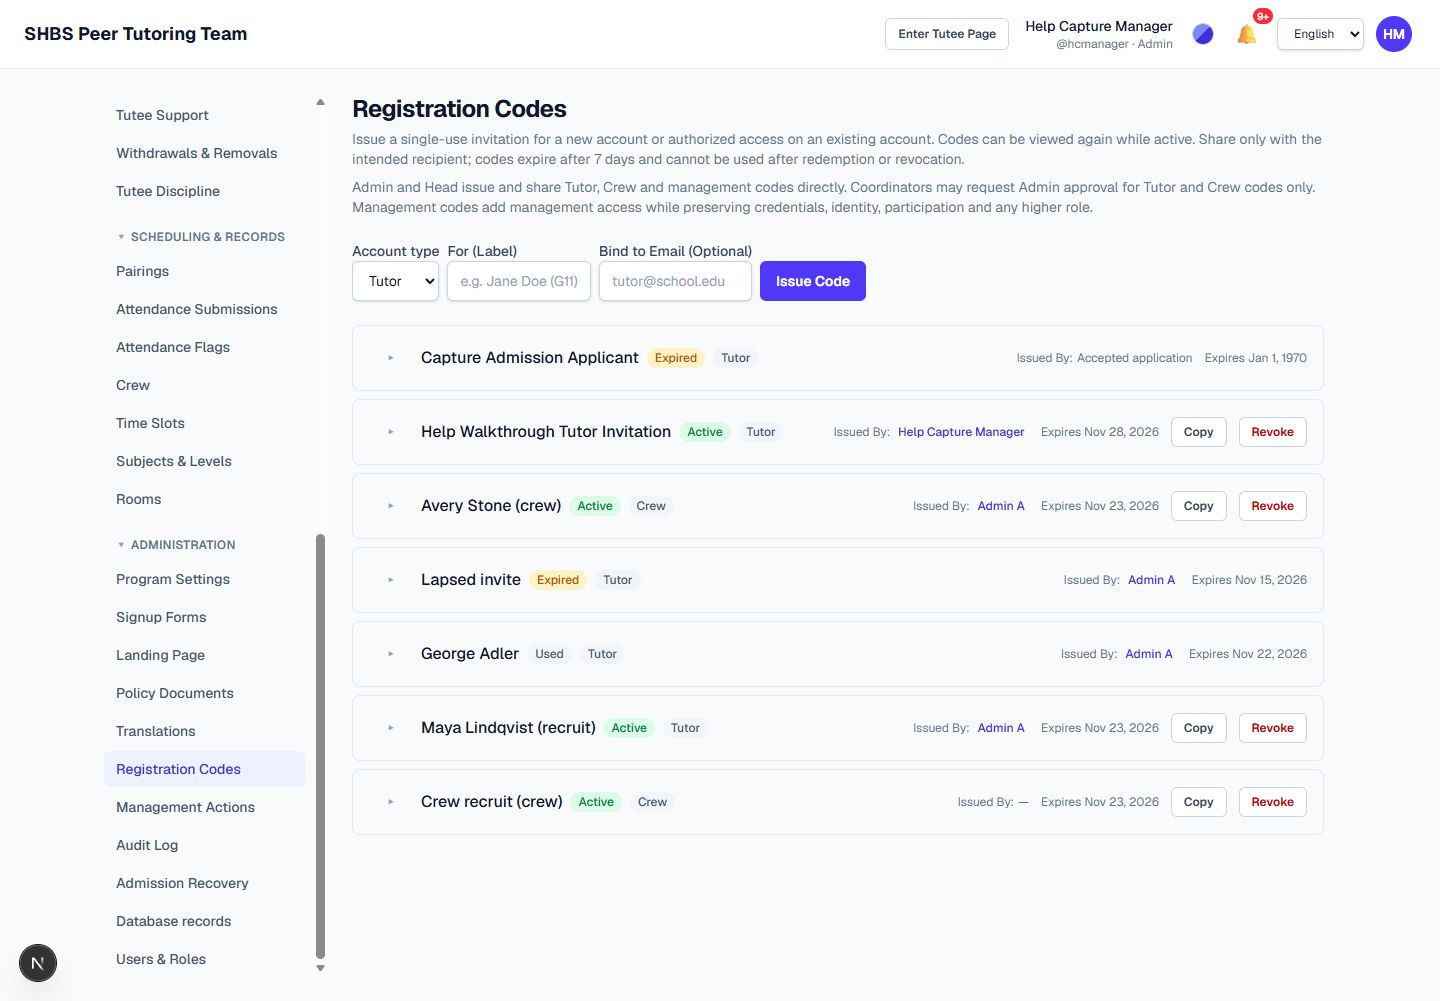 SHBS Peer Tutoring Team
Enter Tutee Page
Help Capture Manager
@hcmanager · Admin
9+
English
HM
Tutee Support
Withdrawals & Removals
Tutee Discipline
SCHEDULING & RECORDS
Pairings
Attendance Submissions
Attendance Flags
Crew
Time Slots
Subjects & Levels
Rooms
ADMINISTRATION
Program Settings
Signup Forms
Landing Page
Policy Documents
Translations
Registration Codes
Management Actions
Audit Log
Admission Recovery
Database records
Users & Roles
N
Registration Codes
Issue a single-use invitation for a new account or authorized access on an existing account. Codes can be viewed again while active. Share only with the
intended recipient; codes expire after 7 days and cannot be used after redemption or revocation.
Admin and Head issue and share Tutor, Crew and management codes directly. Coordinators may request Admin approval for Tutor and Crew codes only.
Management codes add management access while preserving credentials, identity, participation and any higher role.
Account type For (Label) Bind to Email (Optional)
Tutor e.g. Jane Doe (G11) tutor@school.edu Issue Code
Capture Admission Applicant Expired Tutor Issued By: Accepted application Expires Jan 1, 1970
Help Walkthrough Tutor Invitation Active Tutor Issued By: Help Capture Manager Expires Nov 28, 2026 Copy Revoke
Avery Stone (crew) Active Crew Issued By: Admin A Expires Nov 23, 2026 Copy Revoke
Lapsed invite Expired Tutor Issued By: Admin A Expires Nov 15, 2026
George Adler Used Tutor Issued By: Admin A Expires Nov 22, 2026
Maya Lindqvist (recruit) Active Tutor Issued By: Admin A Expires Nov 23, 2026 Copy Revoke
Crew recruit (crew) Active Crew Issued By: — Expires Nov 23, 2026 Copy Revoke